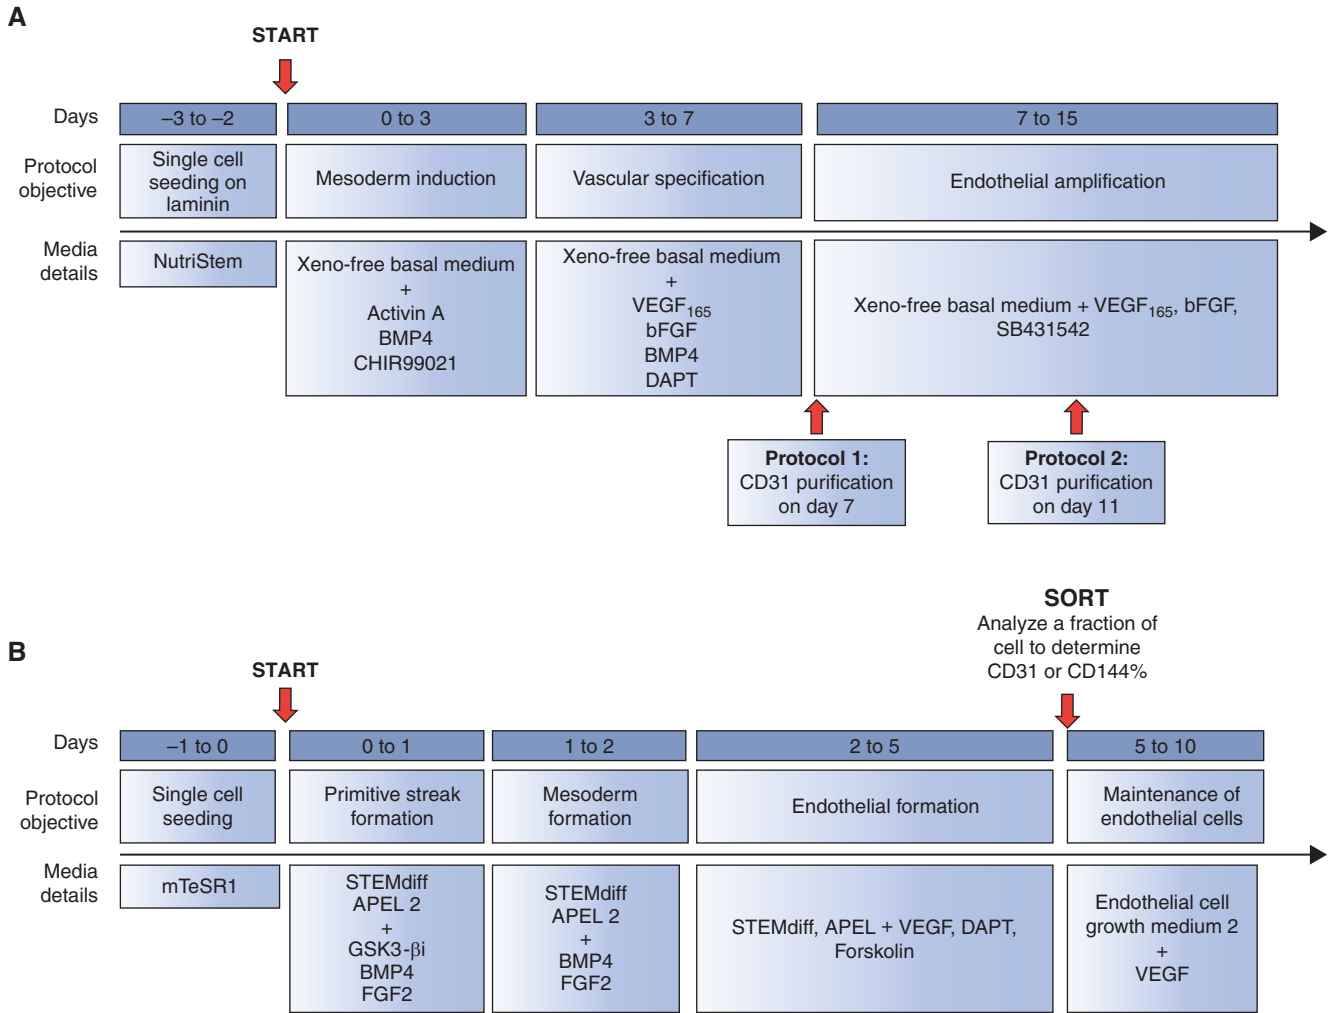 A
START
Days
–3 to –2
0 to 3
3 to 7
7 to 15
Protocol
objective
Single cell
seeding on
laminin
Mesoderm induction
Vascular specification
Endothelial amplification
Media
details
NutriStem
Xeno-free basal medium
+
Activin A
BMP4
CHIR99021
Xeno-free basal medium
+
VEGF165
bFGF
BMP4
DAPT
Xeno-free basal medium + VEGF165, bFGF,
SB431542
Protocol 1:
CD31 purification
on day 7
Protocol 2:
CD31 purification
on day 11
B
START
SORT
Analyze a fraction of
cell to determine
CD31 or CD144%
Days
–1 to 0
0 to 1
1 to 2
2 to 5
5 to 10
Protocol
objective
Single cell
seeding
Primitive streak
formation
Mesoderm
formation
Endothelial formation
Maintenance of
endothelial cells
Media
details
mTeSR1
STEMdiff
APEL 2
+
GSK3-βi
BMP4
FGF2
STEMdiff
APEL 2
+
BMP4
FGF2
STEMdiff, APEL + VEGF, DAPT,
Forskolin
Endothelial cell
growth medium 2
+
VEGF